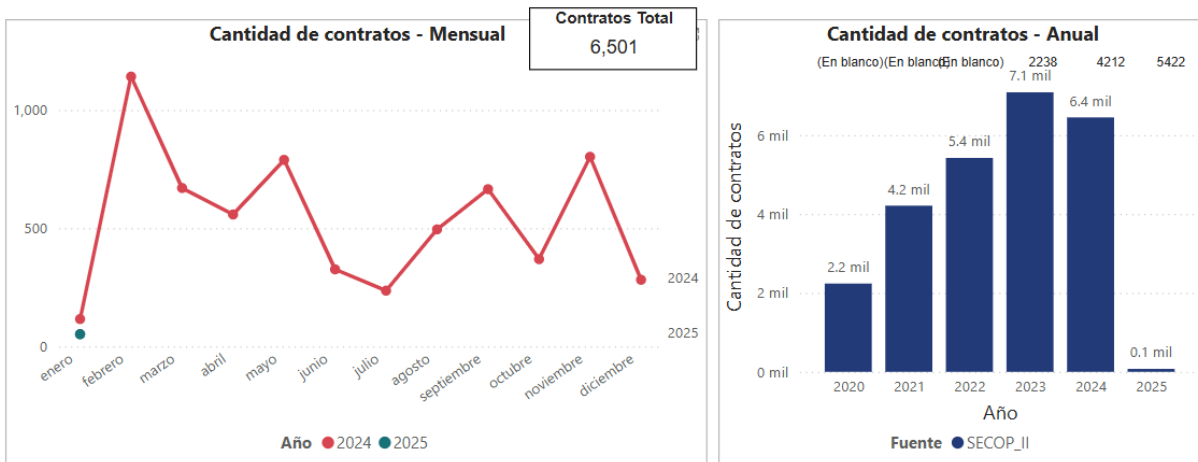 Cantidad de contratos - Mensual
Contratos Total
6,501
1,000
500
0
2024
2025
enero
febrero
marzo
abril
mayo
junio
julio
agosto
septiembre
octubre
noviembre
diciembre
Año 2024 2025
Cantidad de contratos - Anual
(En blanco) (En blanco) (En blanco) 2238 4212 5422
Cantidad de contratos
6 mil
4 mil
2 mil
0 mil
2.2 mil
4.2 mil
5.4 mil
7.1 mil
6.4 mil
0.1 mil
2020 2021 2022 2023 2024 2025
Año
Fuente SECOP_II